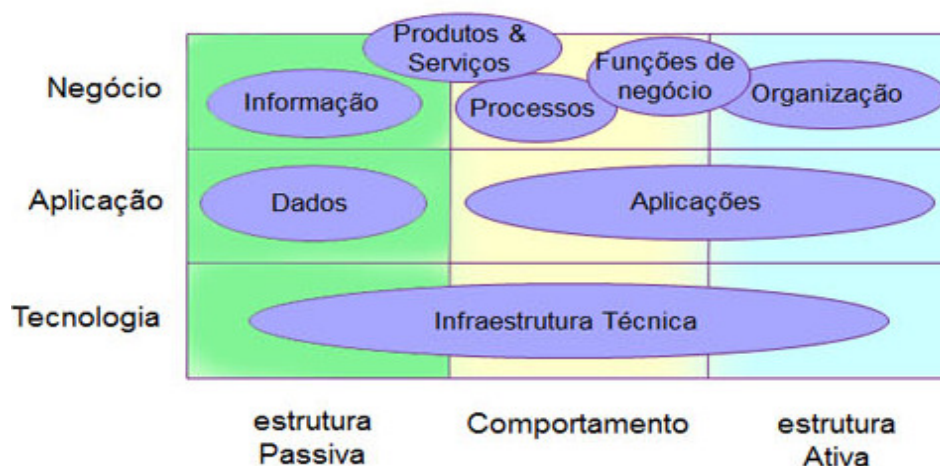 Produtos &
Serviços
Funções de
negócio
Negócio
Informação
Processos
Organização
Aplicação
Dados
Aplicações
Tecnologia
Infraestrutura Técnica
estrutura
Passiva
Comportamento
estrutura
Ativa